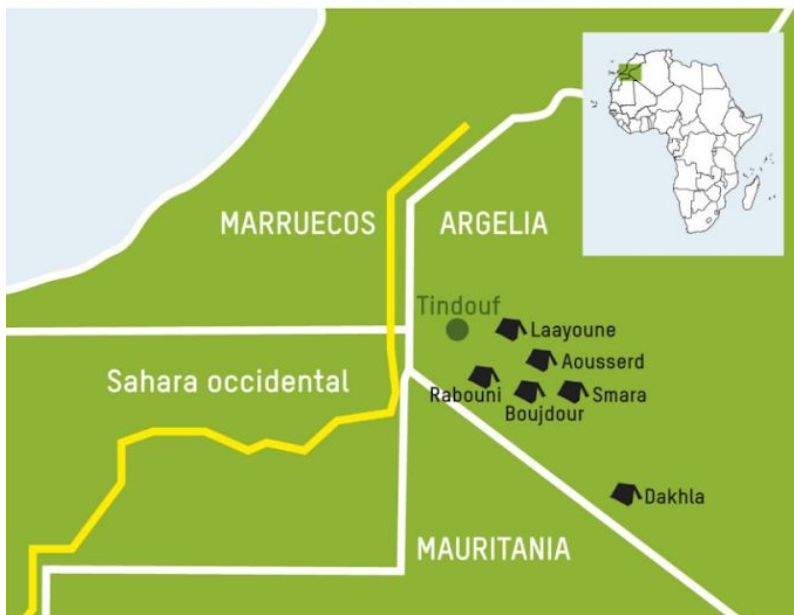 MARRUECOS
ARGELIA
Tindouf
Laayoune
Aousserd
Sahara occidental
Rabouni
Smara
Boujdour
Dakhla
MAURITANIA